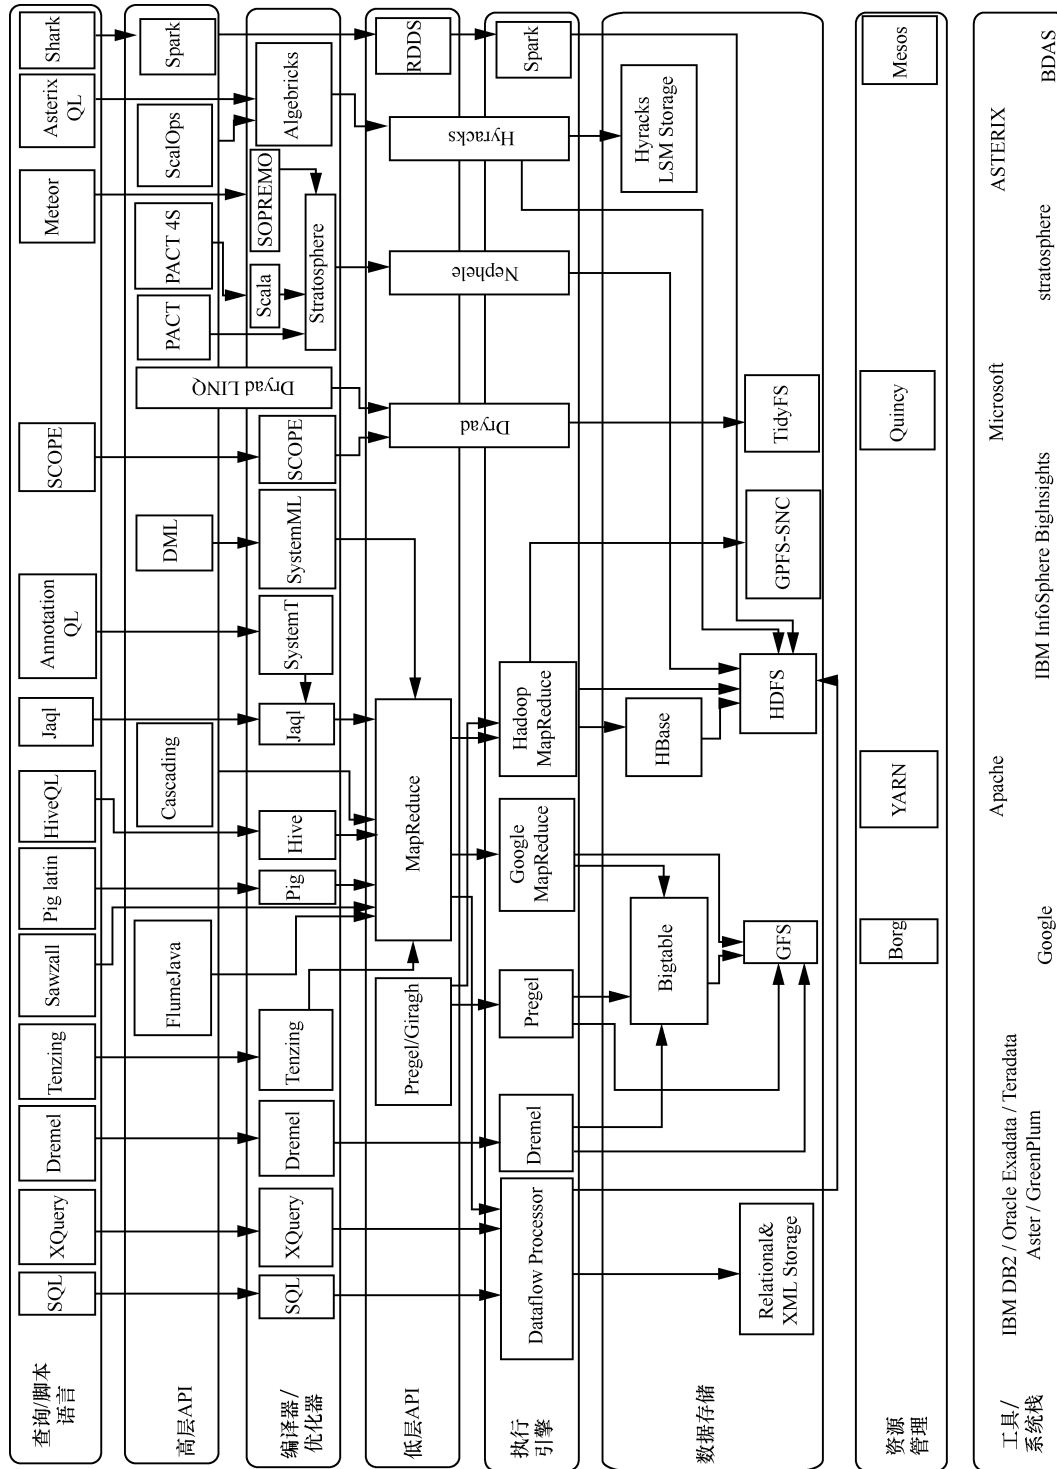 查询/脚本
语言
SQL
XQuery
Dremel
Tenzing
Sawzall
Pig latin
HiveQL
Jaql
Annotation
QL
SCOPE
Meteor
Asterix
QL
Shark
高层API
FlumeJava
Cascading
DML
Dryad LINQ
PACT
PACT 4S
ScalOps
Spark
编译器/
优化器
SQL
XQuery
Dremel
Tenzing
Pig
Hive
Jaql
SystemT
SystemML
SCOPE
Scala
Stratosphere
SOPREMO
Algebricks
低层API
Pregel/Giragh
MapReduce
RDDS
执行
引擎
Dataflow Processor
Dremel
Pregel
Google
MapReduce
Hadoop
MapReduce
Dryad
Nephele
Hyracks
Spark
数据存储
Relational&
XML Storage
Bigtable
GFS
HBase
HDFS
GPFS-SNC
TidyFS
Hyracks
LSM Storage
资源
管理
Borg
YARN
Quincy
Mesos
工具/
系统栈
IBM DB2 / Oracle Exadata / Teradata
Aster / GreenPlum
Google
Apache
IBM InfoSphere BigInsights
Microsoft
stratosphere
ASTERIX
BDAS